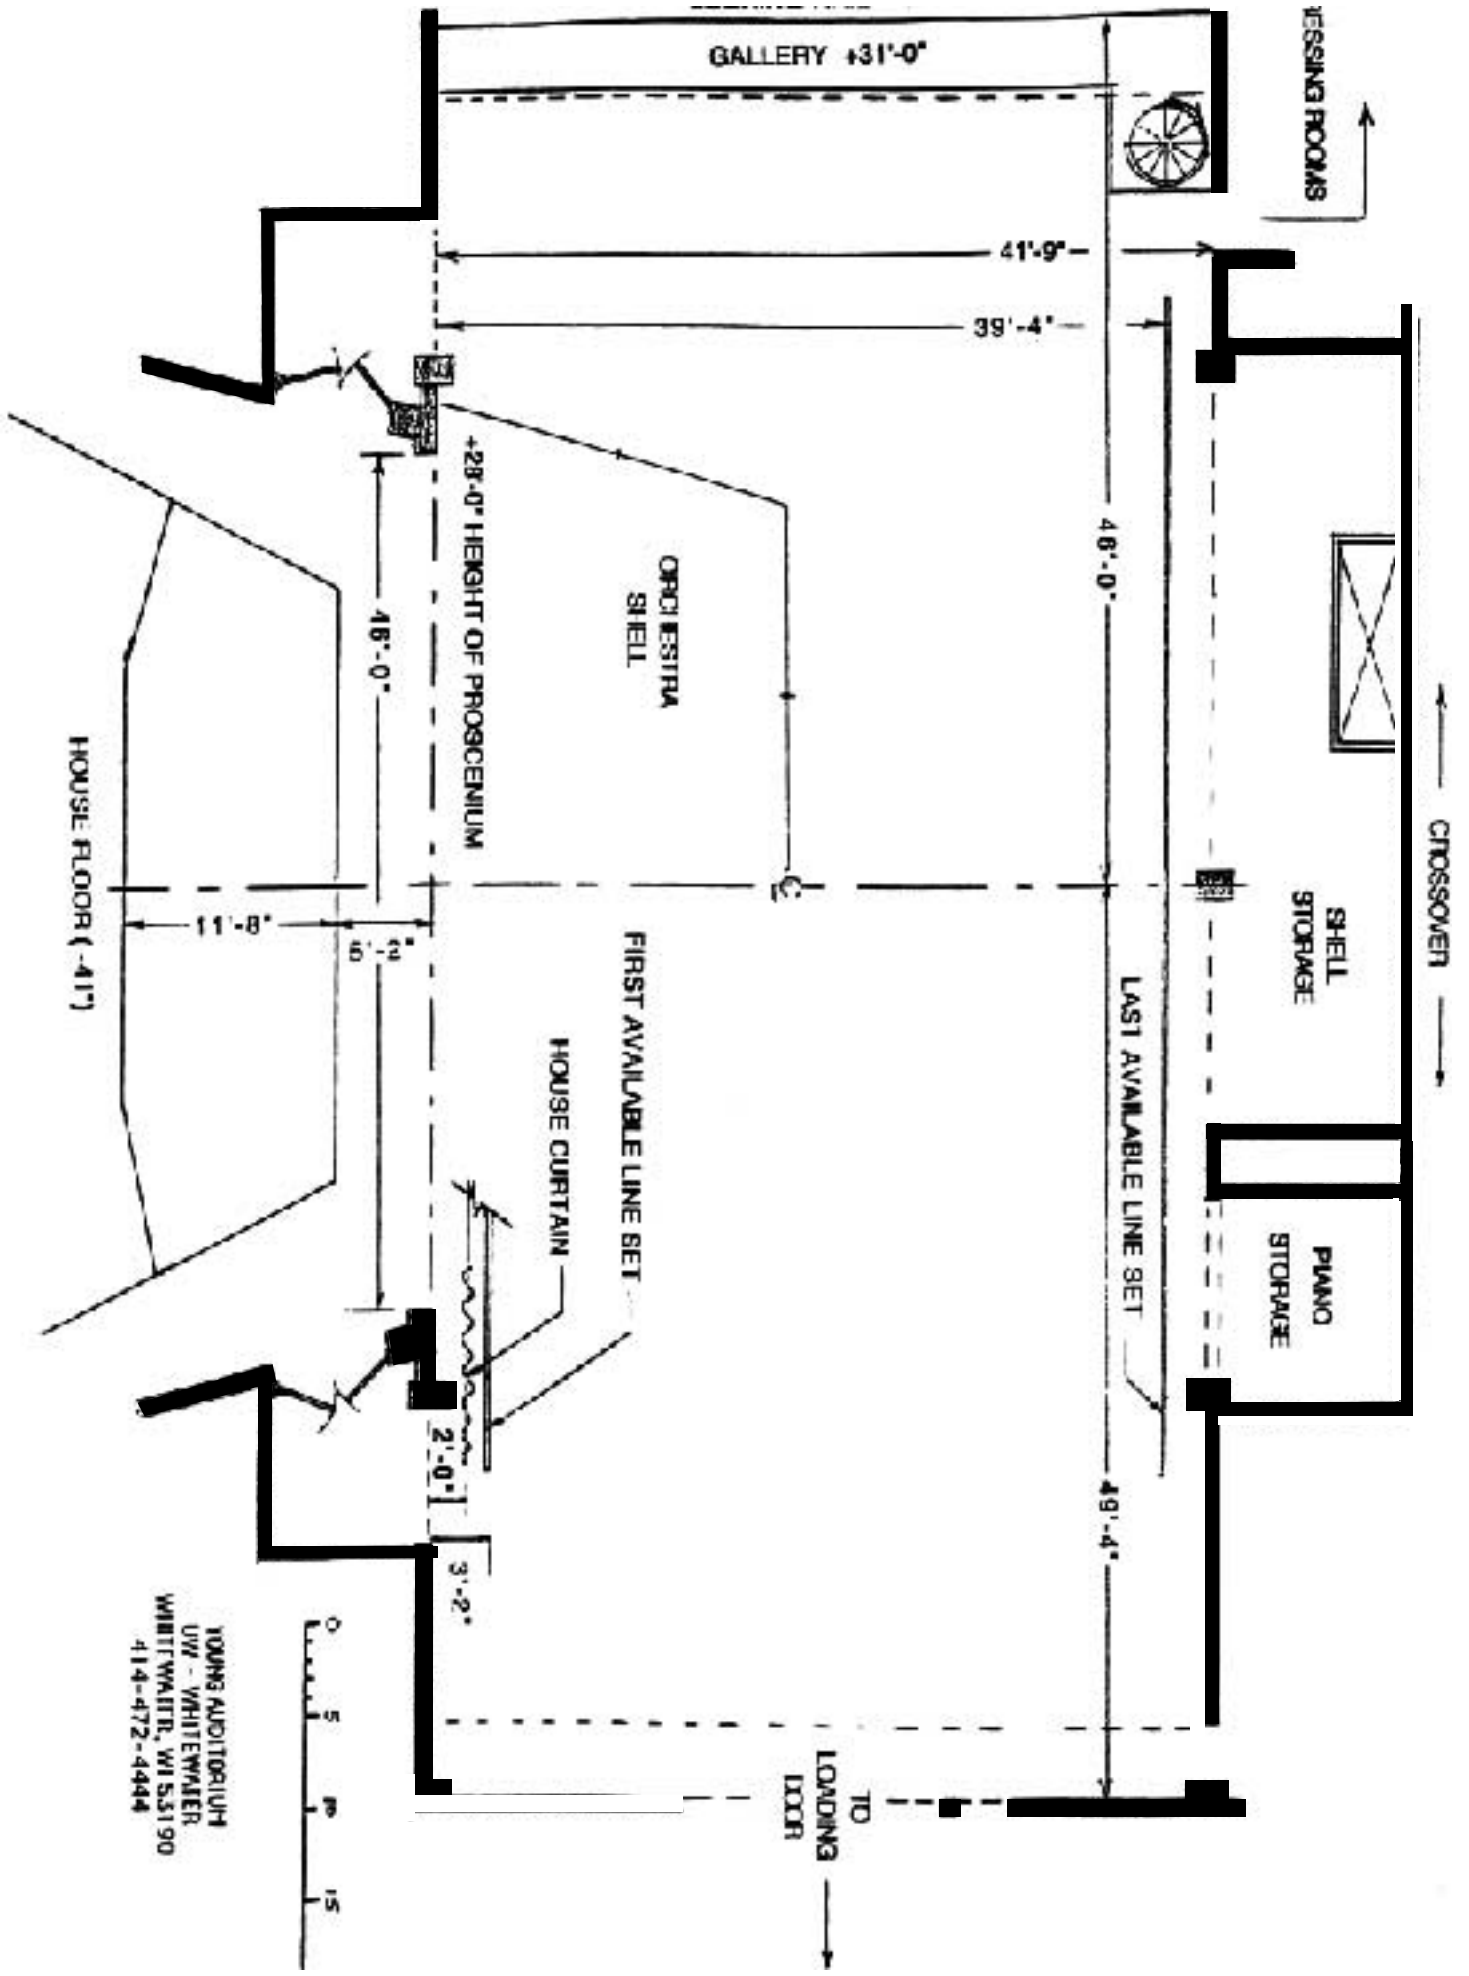 GALLERY +31'-0"
ESSING ROOMS
41'-9"
39'-4"
+28'-0" HEIGHT OF PROSCENIUM
46'-0"
46'-0"
ORCHESTRA
SHELL
CROSSOVER
SHELL
STORAGE
HOUSE FLOOR (-41")
11'-8"
FIRST AVAILABLE LINE SET
HOUSE CURTAIN
LAST AVAILABLE LINE SET
PIANO
STORAGE
2'-0"
3'-2"
49'-4"
TO
LOADING
DOOR
0 5 10 15
YOUNG AUDITORIUM
UW - WHITEWATER
WHITEWATER, WI 53190
414-472-4444